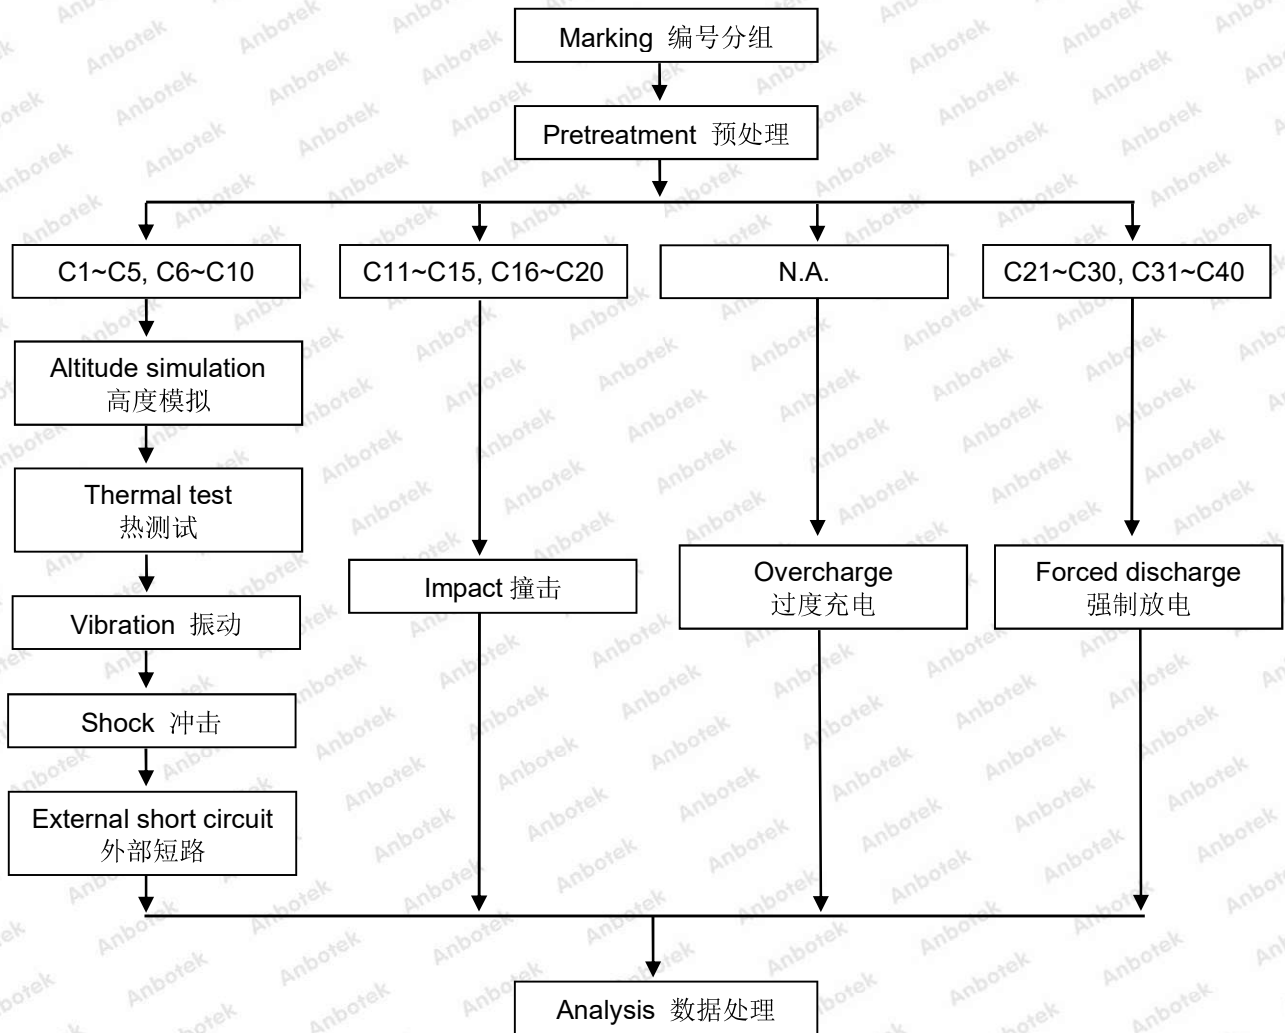 Marking 编号分组
Pretreatment 预处理
C1~C5, C6~C10
C11~C15, C16~C20
N.A.
C21~C30, C31~C40
Altitude simulation
高度模拟
Thermal test
热测试
Vibration 振动
Shock 冲击
External short circuit
外部短路
Impact 撞击
Overcharge
过度充电
Forced discharge
强制放电
Analysis 数据处理
Anbotek